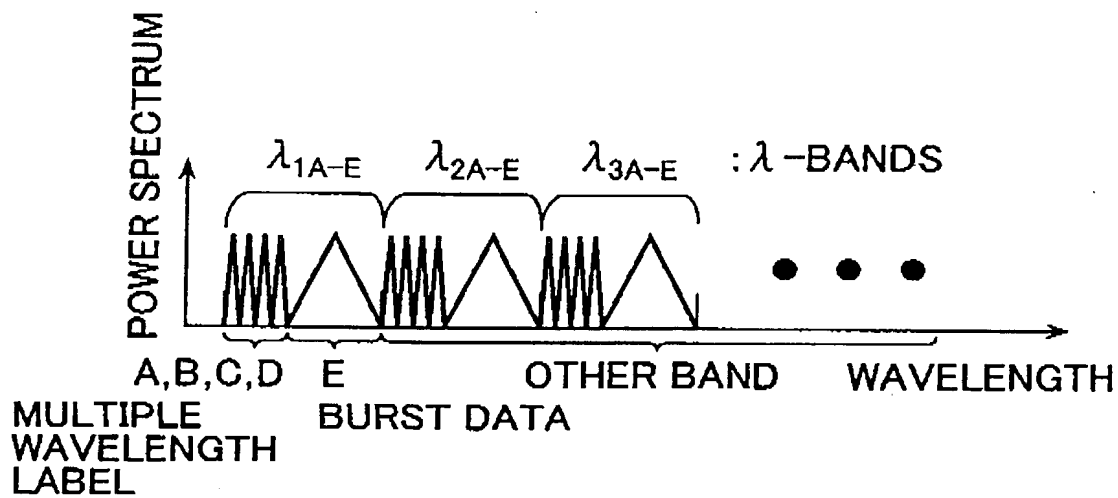 POWER SPECTRUM
λ1A-E
λ2A-E
λ3A-E
: λ-BANDS
A,B,C,D
E
OTHER BAND
WAVELENGTH
MULTIPLE
WAVELENGTH
LABEL
BURST DATA